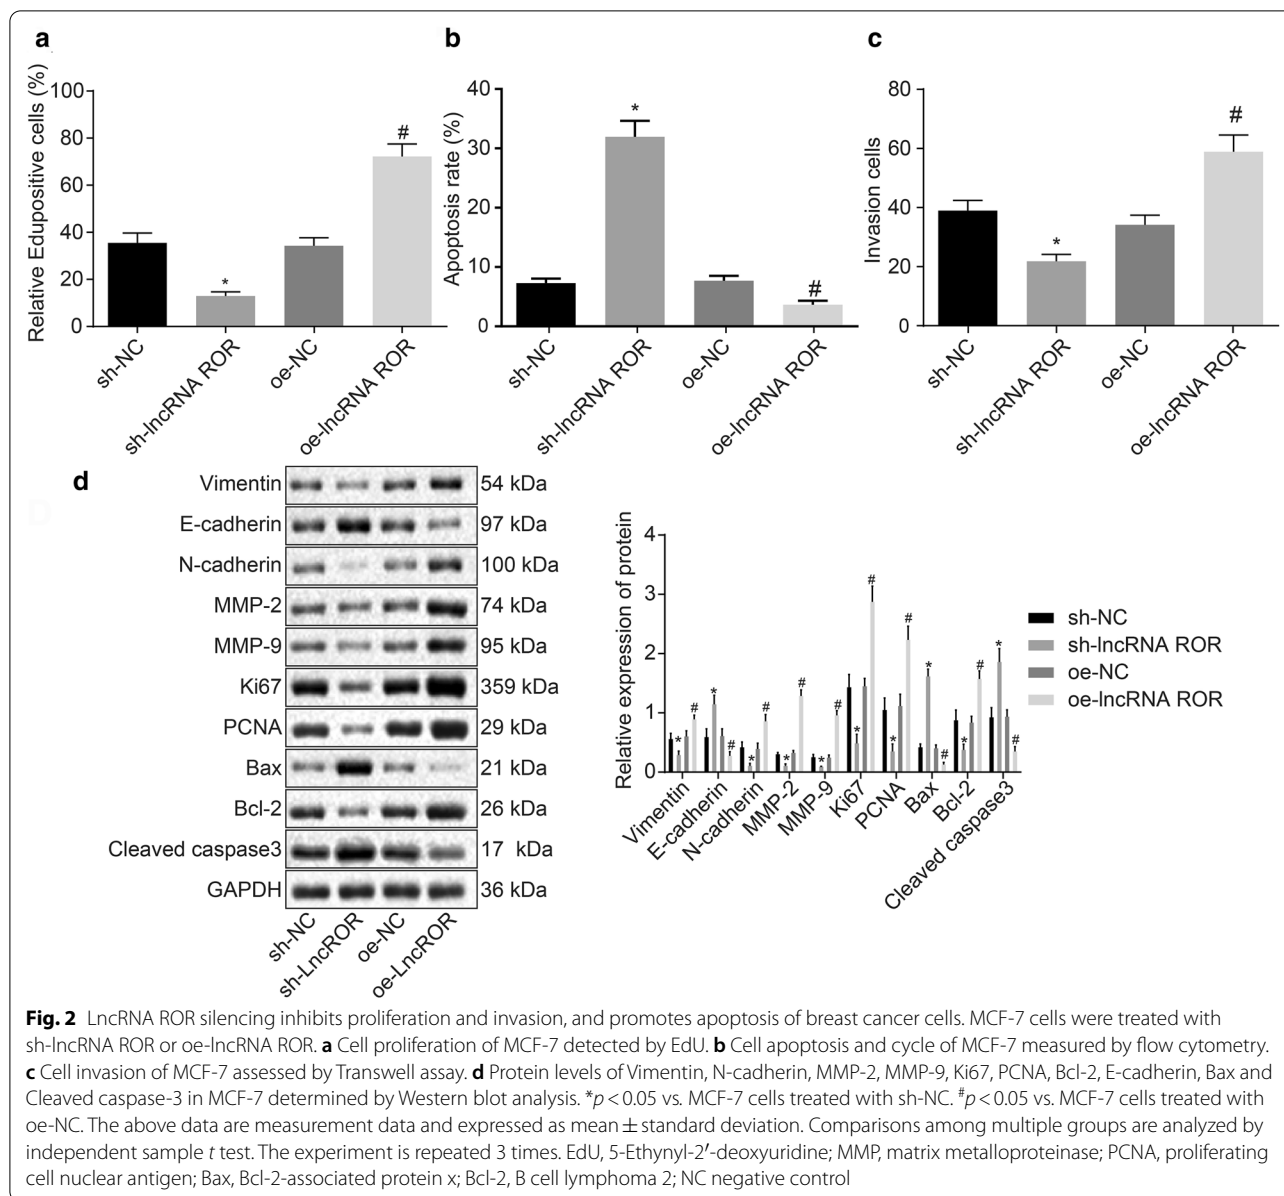 a
b
c
Relative Edupositive cells (%)
100
80
60
40
20
0
*
#
sh-NC
sh-lncRNA ROR
oe-NC
oe-lncRNA ROR
Apoptosis rate (%)
40
30
20
10
0
*
#
sh-NC
sh-lncRNA ROR
oe-NC
oe-lncRNA ROR
Invasion cells
80
60
40
20
0
*
#
sh-NC
sh-lncRNA ROR
oe-NC
oe-lncRNA ROR
d
Vimentin 54 kDa
E-cadherin 97 kDa
N-cadherin 100 kDa
MMP-2 74 kDa
MMP-9 95 kDa
Ki67 359 kDa
PCNA 29 kDa
Bax 21 kDa
Bcl-2 26 kDa
Cleaved caspase3 17 kDa
GAPDH 36 kDa
sh-NC
sh-LncROR
oe-NC
oe-LncROR
Relative expression of protein
4
3
2
1
0
* #
* #
* #
* #
* #
* #
* #
* #
* #
* #
Vimentin
E-cadherin
N-cadherin
MMP-2
MMP-9
Ki67
PCNA
Bax
Bcl-2
Cleaved caspase3
sh-NC
sh-lncRNA ROR
oe-NC
oe-lncRNA ROR
Fig. 2 LncRNA ROR silencing inhibits proliferation and invasion, and promotes apoptosis of breast cancer cells. MCF-7 cells were treated with
sh-lncRNA ROR or oe-lncRNA ROR. a Cell proliferation of MCF-7 detected by EdU. b Cell apoptosis and cycle of MCF-7 measured by flow cytometry.
c Cell invasion of MCF-7 assessed by Transwell assay. d Protein levels of Vimentin, N-cadherin, MMP-2, MMP-9, Ki67, PCNA, Bcl-2, E-cadherin, Bax and
Cleaved caspase-3 in MCF-7 determined by Western blot analysis. *p < 0.05 vs. MCF-7 cells treated with sh-NC. #p < 0.05 vs. MCF-7 cells treated with
oe-NC. The above data are measurement data and expressed as mean ± standard deviation. Comparisons among multiple groups are analyzed by
independent sample t test. The experiment is repeated 3 times. EdU, 5-Ethynyl-2′-deoxyuridine; MMP, matrix metalloproteinase; PCNA, proliferating
cell nuclear antigen; Bax, Bcl-2-associated protein x; Bcl-2, B cell lymphoma 2; NC negative control